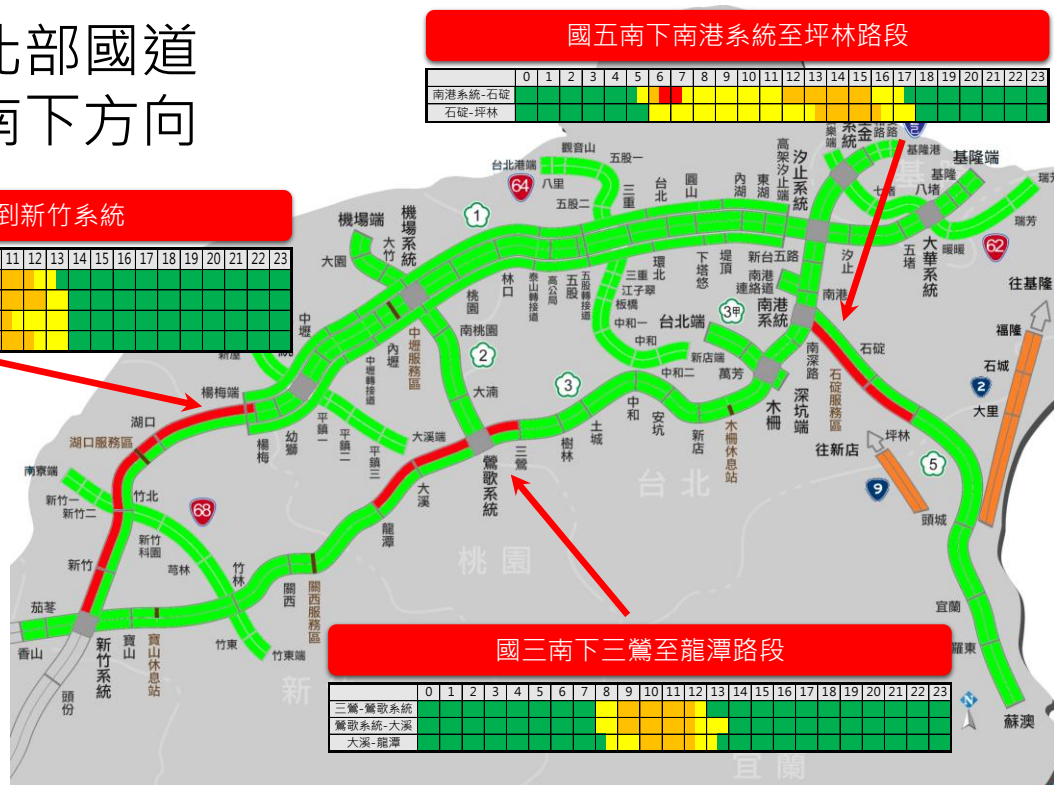 北部國道
南下方向
國五南下南港系統至坪林路段
0 1 2 3 4 5 6 7 8 9 10 11 12 13 14 15 16 17 18 19 20 21 22 23
南港系統-石碇
石碇-坪林
到新竹系統
11 12 13 14 15 16 17 18 19 20 21 22 23
台北港端
觀音山
五股一
64
八里
五股二
三重
台北
圓山
內湖
東湖
高架汐止端
汐止系統
基隆港
基隆端
基隆
八堵
七堵
瑞芳
62
五堵
大華系統
暖暖
機場端
機場系統
1
大園
大竹
桃園
林口
泰山轉接道
高公局
五股
五股轉接道
環北
下塔悠
堤頂
新台五路
汐止
南港
南港連絡道
南港系統
往基隆
福隆
石城
2
大里
三重
江子翠
板橋
中和一
中和
中和二
新店端
台北端
3甲
萬芳
木柵
深坑端
南深路
石碇
石碇服務區
坪林
往新店
5
9
頭城
中壢
內壢
中壢服務區
中壢轉接道
南桃園
2
大湳
3
新屋
楊梅端
楊梅
幼獅
平鎮一
平鎮二
平鎮三
大溪端
鶯歌系統
三鶯
樹林
土城
中和
安坑
新店
木柵休息站
大溪
龍潭
湖口
湖口服務區
南寮端
新竹一
新竹二
竹北
68
新竹科園
芎林
竹林
新竹
關西
關西服務區
茄苳
香山
頭份
新竹系統
寶山
寶山休息站
竹東
竹東端
台北
桃園
新
宜蘭
宜蘭
羅東
蘇澳
N
國三南下三鶯至龍潭路段
0 1 2 3 4 5 6 7 8 9 10 11 12 13 14 15 16 17 18 19 20 21 22 23
三鶯-鶯歌系統
鶯歌系統-大溪
大溪-龍潭